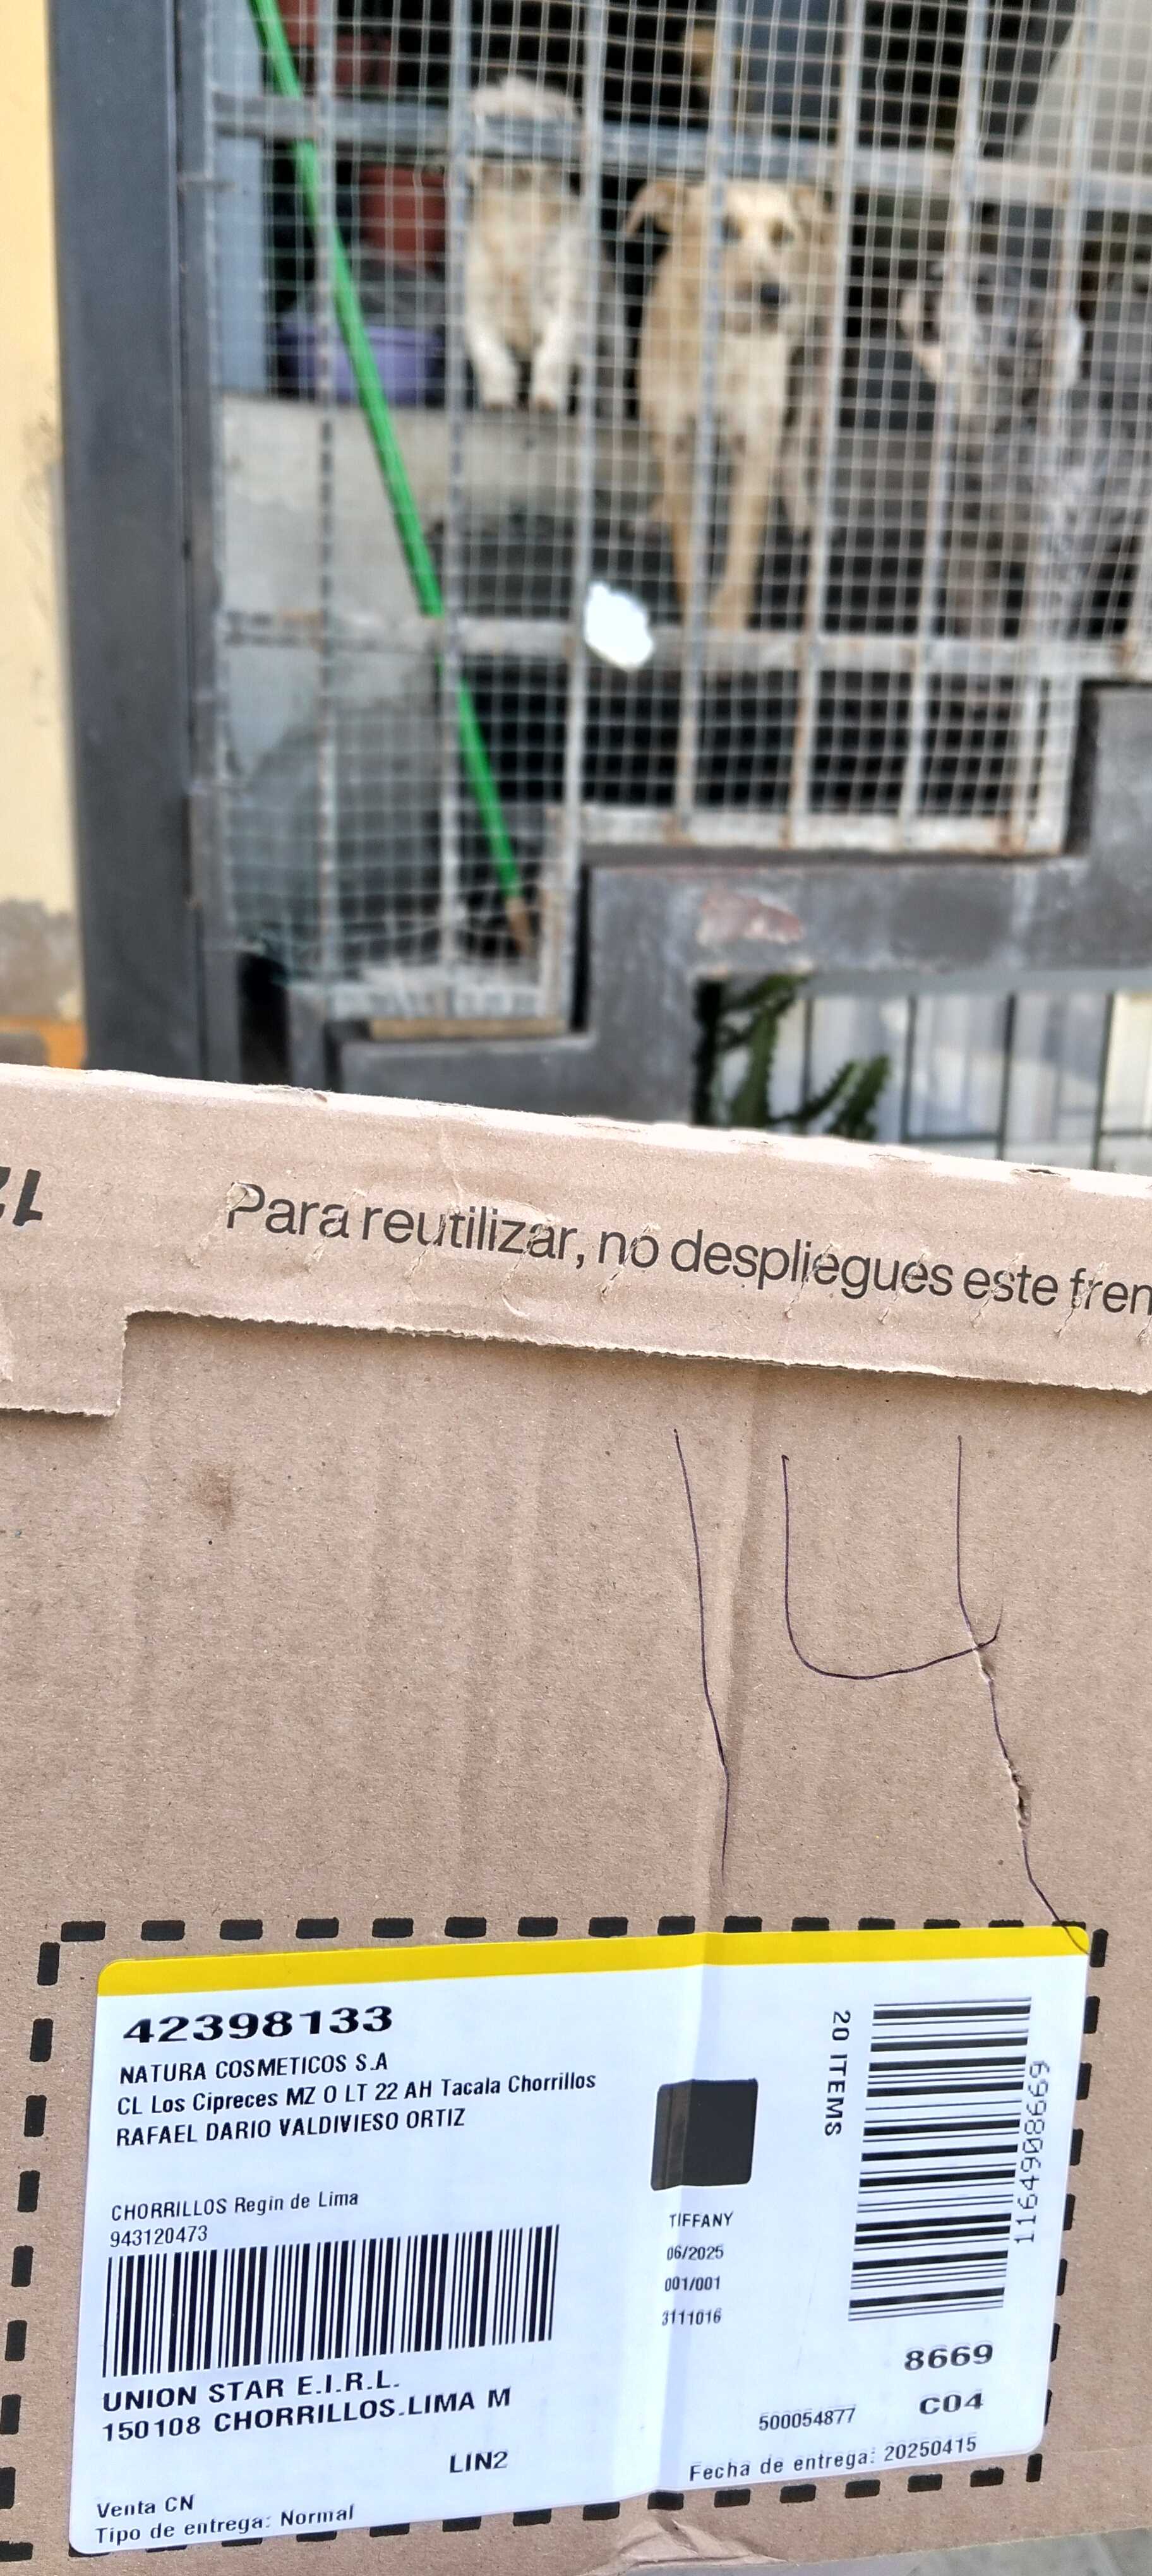 12
Para reutilizar, no despliegues este fren
14
42398133
NATURA COSMETICOS S.A
CL Los Cipreces MZ O LT 22 AH Tacala Chorrillos
RAFAEL DARIO VALDIVIESO ORTIZ
CHORRILLOS Regin de Lima
943120473
UNION STAR E.I.R.L.
150108 CHORRILLOS.LIMA M
LIN2
Venta CN
Tipo de entrega: Normal
TIFFANY
06/2025
001/001
3111016
20 ITEMS
1164908669
8669
C04
500054877
Fecha de entrega: 20250415